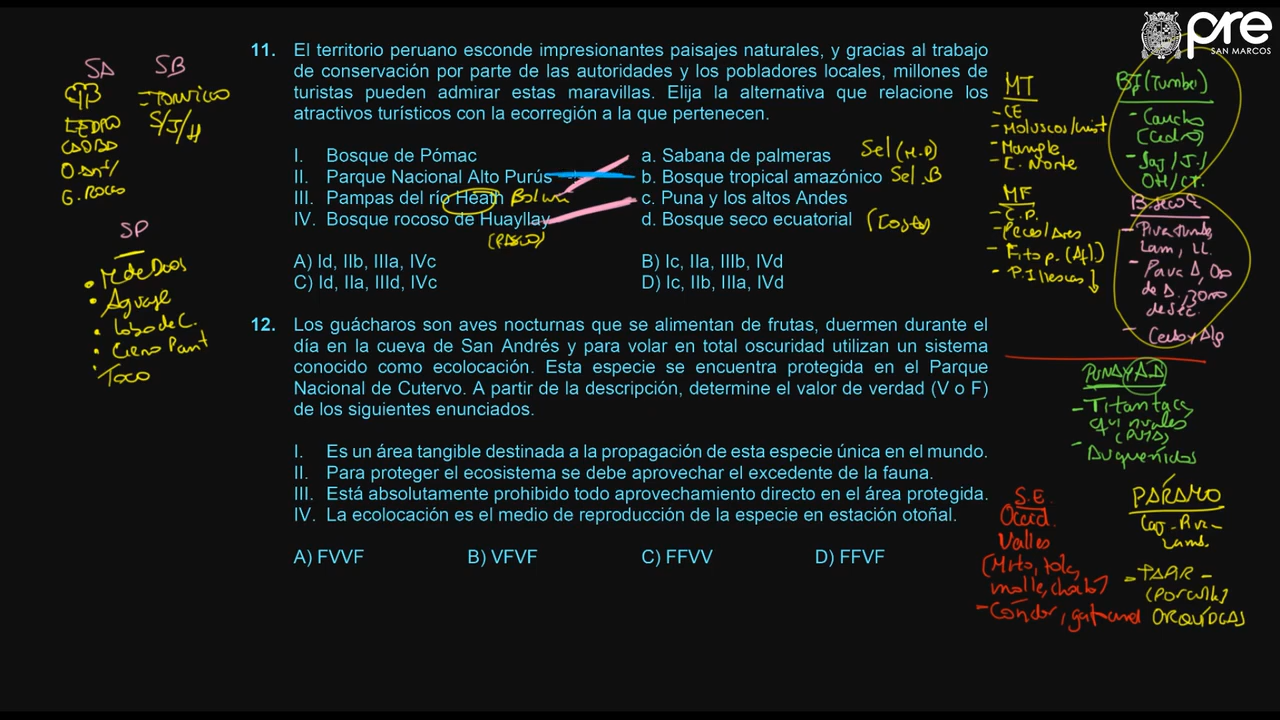 pre
SAN MARCOS
11. El territorio peruano esconde impresionantes paisajes naturales, y gracias al trabajo
de conservación por parte de las autoridades y los pobladores locales, millones de
turistas pueden admirar estas maravillas. Elija la alternativa que relacione los
atractivos turísticos con la ecorregión a la que pertenecen.
I. Bosque de Pómac a. Sabana de palmeras
II. Parque Nacional Alto Purús b. Bosque tropical amazónico
III. Pampas del río Heath c. Puna y los altos Andes
IV. Bosque rocoso de Huayllay d. Bosque seco ecuatorial
A) Id, IIb, IIIa, IVc B) Ic, IIa, IIIb, IVd
C) Id, IIa, IIId, IVc D) Ic, IIb, IIIa, IVd
12. Los guácharos son aves nocturnas que se alimentan de frutas, duermen durante el
día en la cueva de San Andrés y para volar en total oscuridad utilizan un sistema
conocido como ecolocación. Esta especie se encuentra protegida en el Parque
Nacional de Cutervo. A partir de la descripción, determine el valor de verdad (V o F)
de los siguientes enunciados.
I. Es un área tangible destinada a la propagación de esta especie única en el mundo.
II. Para proteger el ecosistema se debe aprovechar el excedente de la fauna.
III. Está absolutamente prohibido todo aprovechamiento directo en el área protegida.
IV. La ecolocación es el medio de reproducción de la especie en estación otoñal.
A) FVVF B) VFVF C) FFVV D) FFVF
SA
SB
S/J/H
SP
Aguaje
Toco
Sel (M.D)
Sel. B
(Costa)
(PASCO)
MT
MF
BT (Tumbes)
- Caucho
(Cedro)
PUNA Y A.A
S.E.
Occid.
Valles
PÁRAMO
ORQUÍDEAS